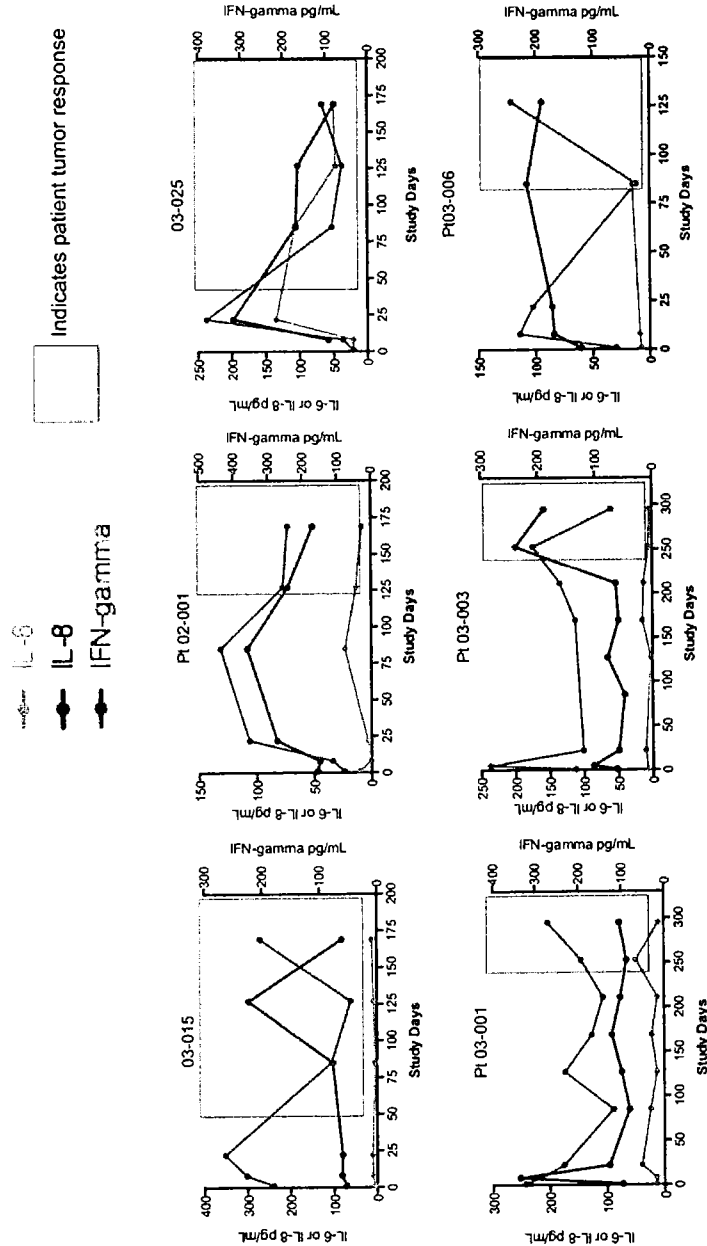 IL-6
IL-8
IFN-gamma
Indicates patient tumor response
03-015
IL-6 or IL-8 pg/mL
400
300
200
100
0
IFN-gamma pg/mL
300
200
100
0
0 25 50 75 100 125 150 175 200
Study Days
Pt 02-001
IL-6 or IL-8 pg/mL
150
100
50
0
IFN-gamma pg/mL
500
400
300
200
100
0
0 25 50 75 100 125 150 175 200
Study Days
03-025
IL-6 or IL-8 pg/mL
250
200
150
100
50
0
IFN-gamma pg/mL
400
300
200
100
0
0 25 50 75 100 125 150 175 200
Study Days
Pt 03-001
IL-6 or IL-8 pg/mL
300
200
100
0
IFN-gamma pg/mL
400
300
200
100
0
0 50 100 150 200 250 300
Study Days
Pt 03-003
IL-6 or IL-8 pg/mL
250
200
150
100
50
0
IFN-gamma pg/mL
300
200
100
0
0 50 100 150 200 250 300
Study Days
Pt03-006
IL-6 or IL-8 pg/mL
150
100
50
0
IFN-gamma pg/mL
300
200
100
0
0 25 50 75 100 125 150
Study Days